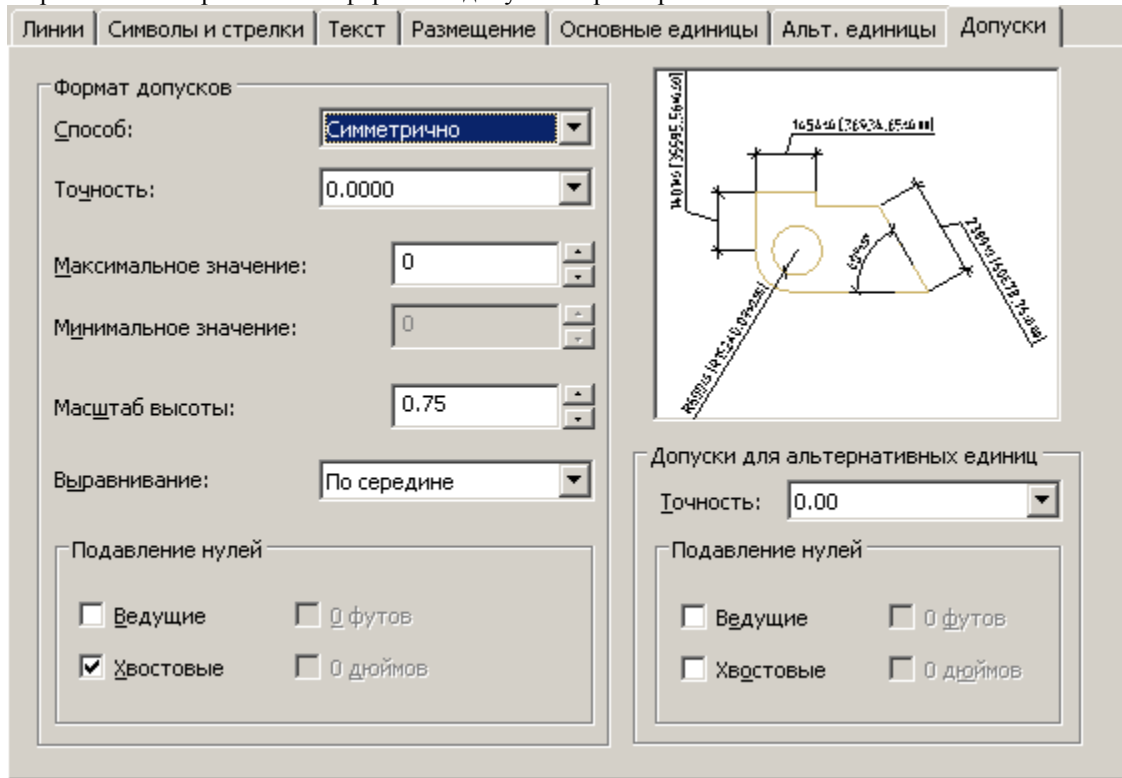 Линии Символы и стрелки Текст Размещение Основные единицы Альт. единицы Допуски
Формат допусков
Способ: Симметрично
Точность: 0.0000
Максимальное значение: 0
Минимальное значение: 0
Масштаб высоты: 0.75
Выравнивание: По середине
Подавление нулей
Ведущие 0 футов
Хвостовые 0 дюймов
Допуски для альтернативных единиц
Точность: 0.00
Подавление нулей
Ведущие 0 футов
Хвостовые 0 дюймов